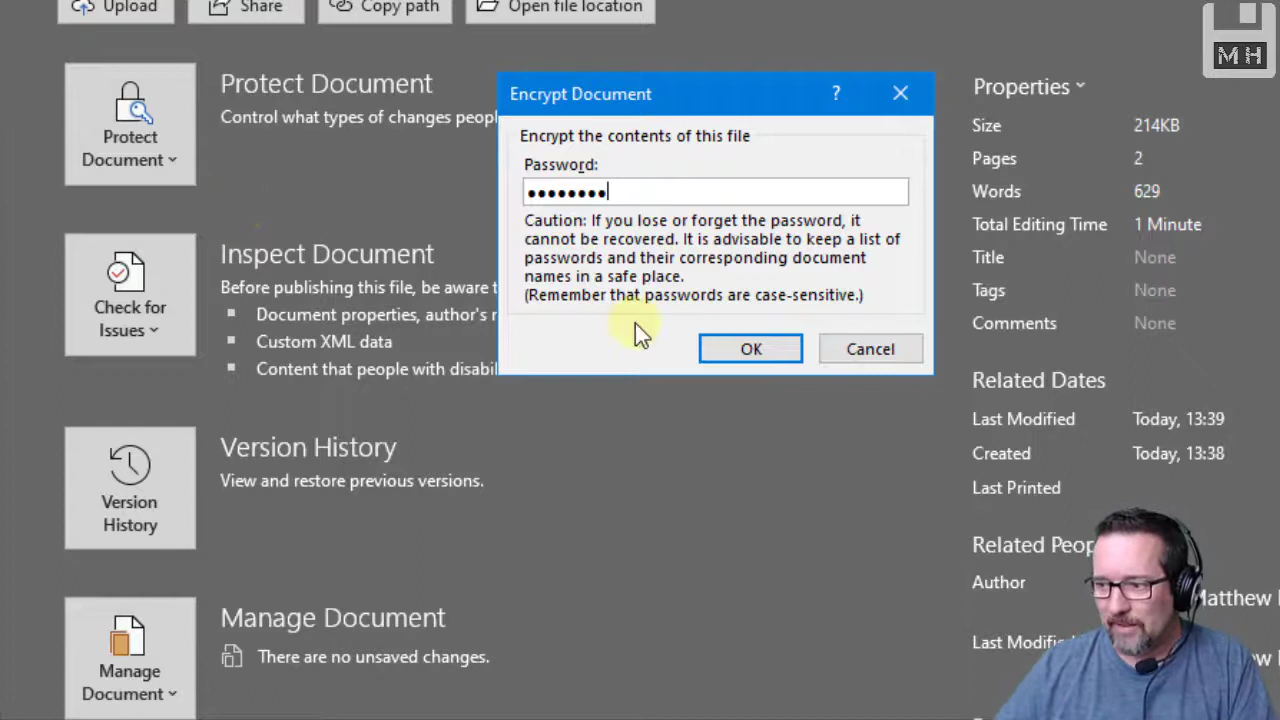 Upload
Share
Copy path
Open file location
MH
Protect Document
Control what types of changes peop
Protect
Document
Encrypt Document
?
Encrypt the contents of this file
Password:
Caution: If you lose or forget the password, it
cannot be recovered. It is advisable to keep a list of
passwords and their corresponding document
names in a safe place.
(Remember that passwords are case-sensitive.)
OK
Cancel
Inspect Document
Before publishing this file, be aware t
Document properties, author's n
Custom XML data
Content that people with disabil
Check for
Issues
Version History
View and restore previous versions.
Version
History
Manage Document
There are no unsaved changes.
Manage
Document
Properties
Size 214KB
Pages 2
Words 629
Total Editing Time 1 Minute
Title None
Tags None
Comments None
Related Dates
Last Modified Today, 13:39
Created Today, 13:38
Last Printed
Related Peop
Author
Matthew
Last Modifi